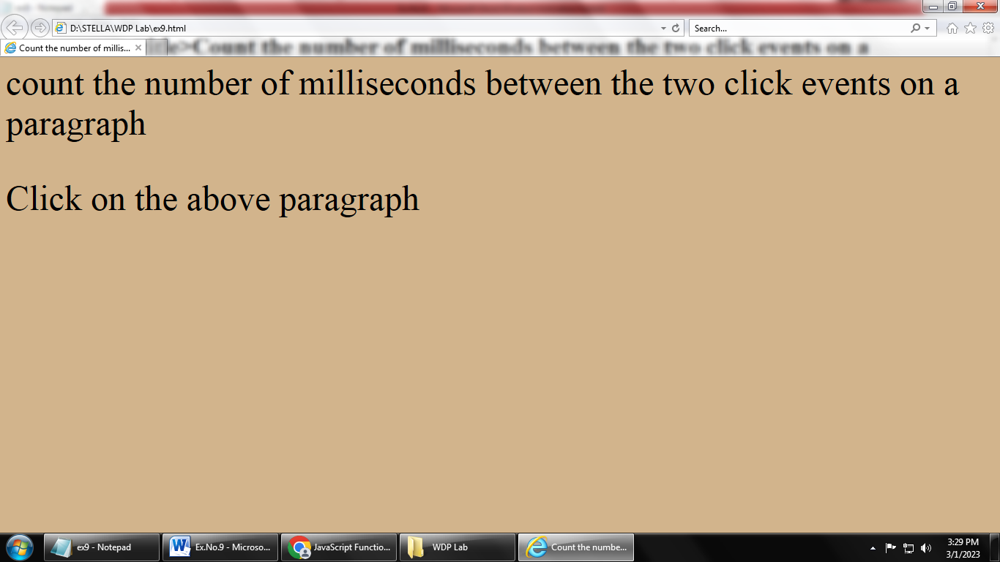 D:\STELLA\WDP Lab\ex9.html
Search...
Count the number of millis...
title>Count the number of milliseconds between the two click events on a
count the number of milliseconds between the two click events on a
paragraph
Click on the above paragraph
ex9 - Notepad
Ex.No.9 - Microso...
JavaScript Functio...
WDP Lab
Count the numbe...
3:29 PM
3/1/2023